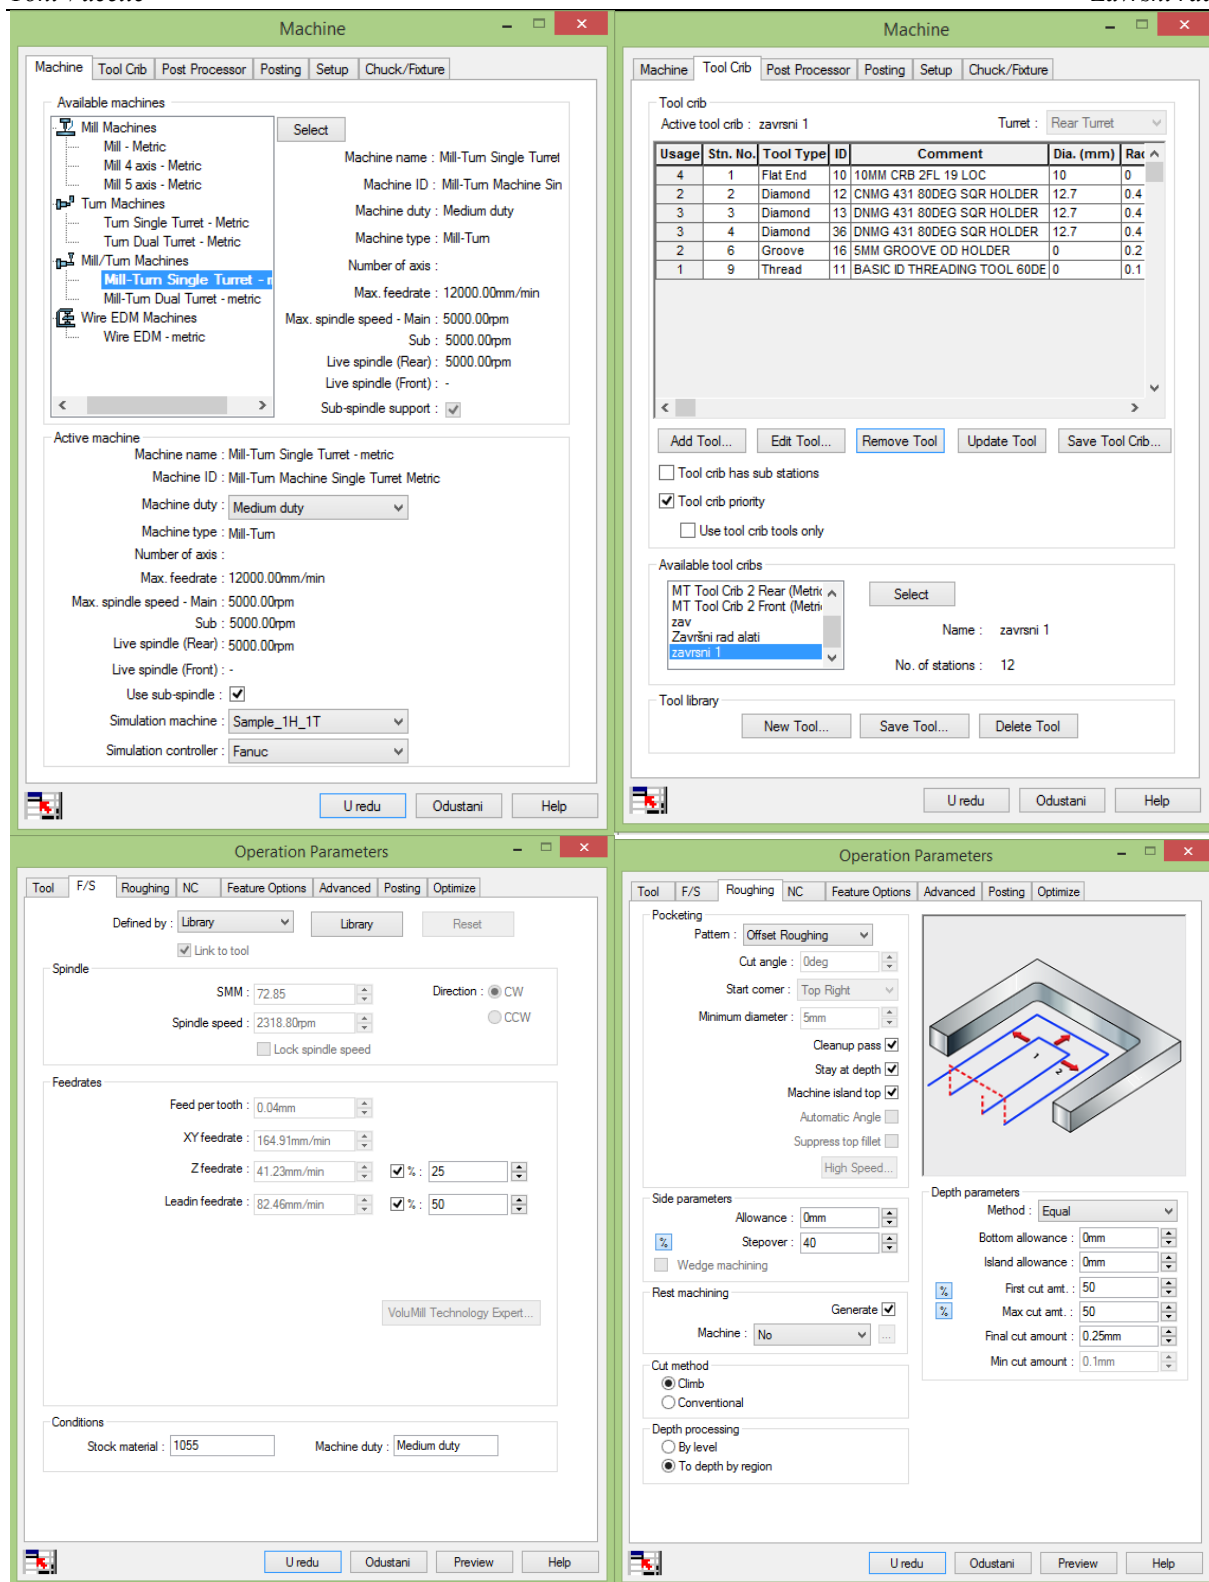 Machine
Machine Tool Crib Post Processor Posting Setup Chuck/Fixture
Available machines
Mill Machines
Mill - Metric
Mill 4 axis - Metric
Mill 5 axis - Metric
Turn Machines
Turn Single Turret - Metric
Turn Dual Turret - Metric
Mill/Turn Machines
Mill-Turn Single Turret -
Mill-Turn Dual Turret - metric
Wire EDM Machines
Wire EDM - metric
Select
Machine name : Mill-Turn Single Turret
Machine ID : Mill-Turn Machine Sin
Machine duty : Medium duty
Machine type : Mill-Turn
Number of axis :
Max. feedrate : 12000.00mm/min
Max. spindle speed - Main : 5000.00rpm
Sub : 5000.00rpm
Live spindle (Rear) : 5000.00rpm
Live spindle (Front) : -
Sub-spindle support :
Active machine
Machine name : Mill-Turn Single Turret - metric
Machine ID : Mill-Turn Machine Single Turret Metric
Machine duty : Medium duty
Machine type : Mill-Turn
Number of axis :
Max. feedrate : 12000.00mm/min
Max. spindle speed - Main : 5000.00rpm
Sub : 5000.00rpm
Live spindle (Rear) : 5000.00rpm
Live spindle (Front) : -
Use sub-spindle :
Simulation machine : Sample_1H_1T
Simulation controller : Fanuc
U redu Odustani Help
Machine
Machine Tool Crib Post Processor Posting Setup Chuck/Fixture
Tool crib
Active tool crib : zavrsni 1 Turret : Rear Turret
Usage Stn. No. Tool Type ID Comment Dia. (mm) Rac
4 1 Flat End 10 10MM CRB 2FL 19 LOC 10 0
2 2 Diamond 12 CNMG 431 80DEG SQR HOLDER 12.7 0.4
3 3 Diamond 13 DNMG 431 80DEG SQR HOLDER 12.7 0.4
3 4 Diamond 36 DNMG 431 80DEG SQR HOLDER 12.7 0.4
2 6 Groove 16 5MM GROOVE OD HOLDER 0 0.2
1 9 Thread 11 BASIC ID THREADING TOOL 60DE 0 0.1
Add Tool... Edit Tool... Remove Tool Update Tool Save Tool Crib...
Tool crib has sub stations
Tool crib priority
Use tool crib tools only
Available tool cribs
MT Tool Crib 2 Rear (Metric
MT Tool Crib 2 Front (Metri
zav
Završni rad alati
zavrsni 1
Select
Name : zavrsni 1
No. of stations : 12
Tool library
New Tool... Save Tool... Delete Tool
U redu Odustani Help
Operation Parameters
Tool F/S Roughing NC Feature Options Advanced Posting Optimize
Defined by : Library Library Reset
Link to tool
Spindle
SMM : 72.85 Direction : CW
Spindle speed : 2318.80rpm CCW
Lock spindle speed
Feedrates
Feed per tooth : 0.04mm
XY feedrate : 164.91mm/min
Z feedrate : 41.23mm/min % : 25
Leadin feedrate : 82.46mm/min % : 50
VoluMill Technology Expert...
Conditions
Stock material : 1055 Machine duty : Medium duty
U redu Odustani Preview Help
Operation Parameters
Tool F/S Roughing NC Feature Options Advanced Posting Optimize
Pocketing
Pattern : Offset Roughing
Cut angle : 0deg
Start corner : Top Right
Minimum diameter : 5mm
Cleanup pass
Stay at depth
Machine island top
Automatic Angle
Suppress top fillet
High Speed...
1
2
Side parameters
Allowance : 0mm
% Stepover : 40
Wedge machining
Rest machining
Generate
Machine : No ...
Cut method
Climb
Conventional
Depth processing
By level
To depth by region
Depth parameters
Method : Equal
Bottom allowance : 0mm
Island allowance : 0mm
% First cut amt. : 50
% Max cut amt. : 50
Final cut amount : 0.25mm
Min cut amount : 0.1mm
U redu Odustani Preview Help